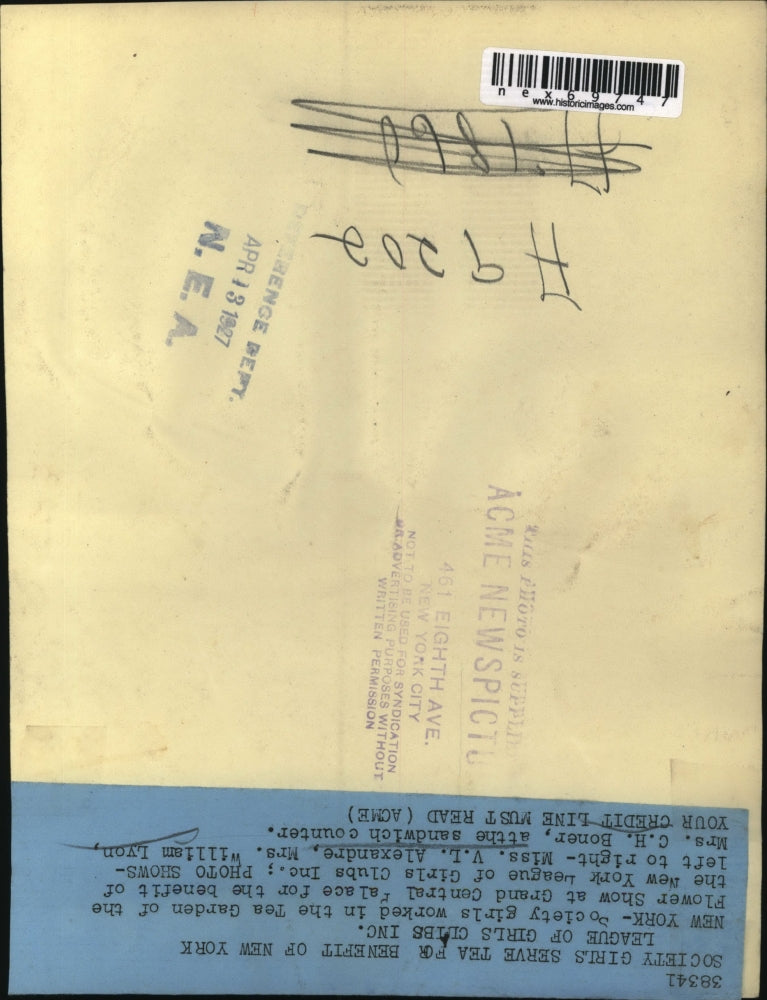 nex69747
www.historicimages.com
H.1860
H 9202
REFERENCE DEPT.
APR 13 1927
N. E. A.
THIS PHOTO IS SUPPLIE
ACME NEWSPICTU
461 EIGHTH AVE.
NEW YORK CITY
NOT TO BE USED FOR SYNDICATION
OR ADVERTISING PURPOSES WITHOUT
WRITTEN PERMISSION
38341
SOCIETY GIRLS SERVE TEA FOR BENEFIT OF NEW YORK
LEAGUE OF GIRLS CLUBS INC.
NEW YORK- Society girls worked in the Tea Garden of the
Flower Show at Grand Central Palace for the benefit of
the New York League of Girls Clubs Inc.; PHOTO SHOWS-
left to right- Miss. V.L. Alexandre, Mrs. William Lyon,
Mrs. C.H. Boner, atthe sandwich counter.
YOUR CREDIT LINE MUST READ (ACME)